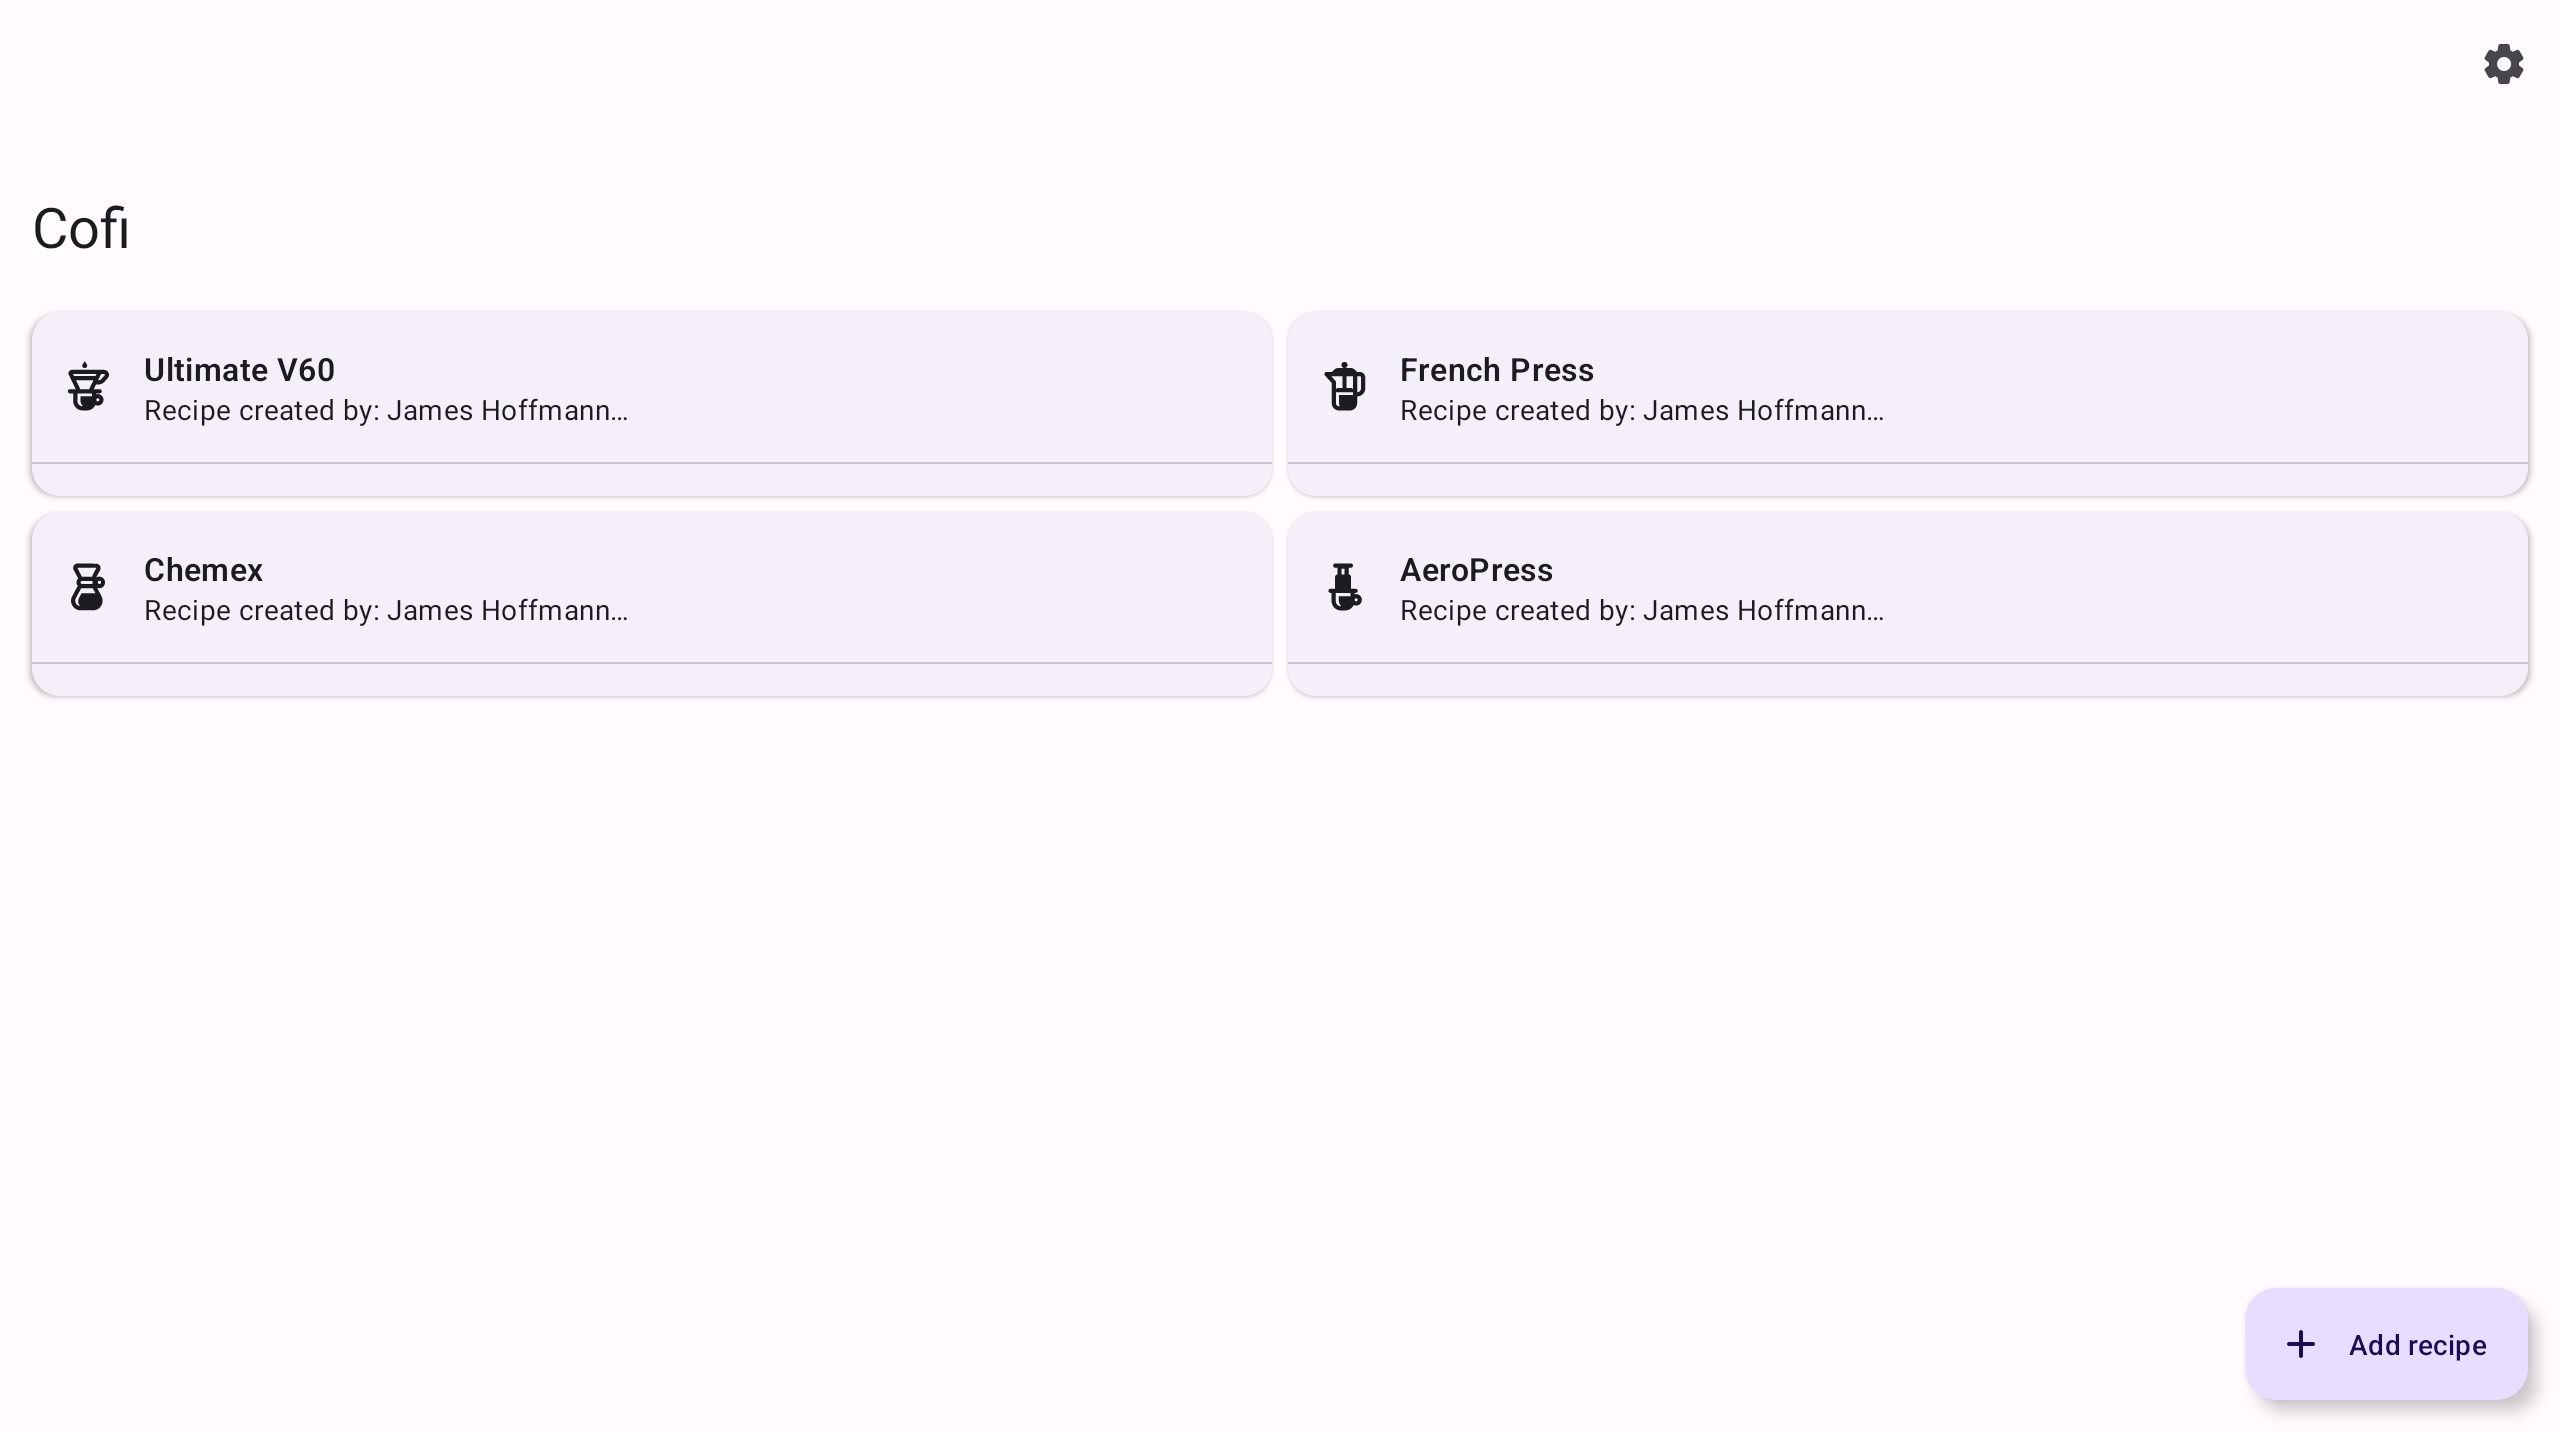 Cofi
Ultimate V60
Recipe created by: James Hoffmann…
French Press
Recipe created by: James Hoffmann…
Chemex
Recipe created by: James Hoffmann…
AeroPress
Recipe created by: James Hoffmann…
Add recipe